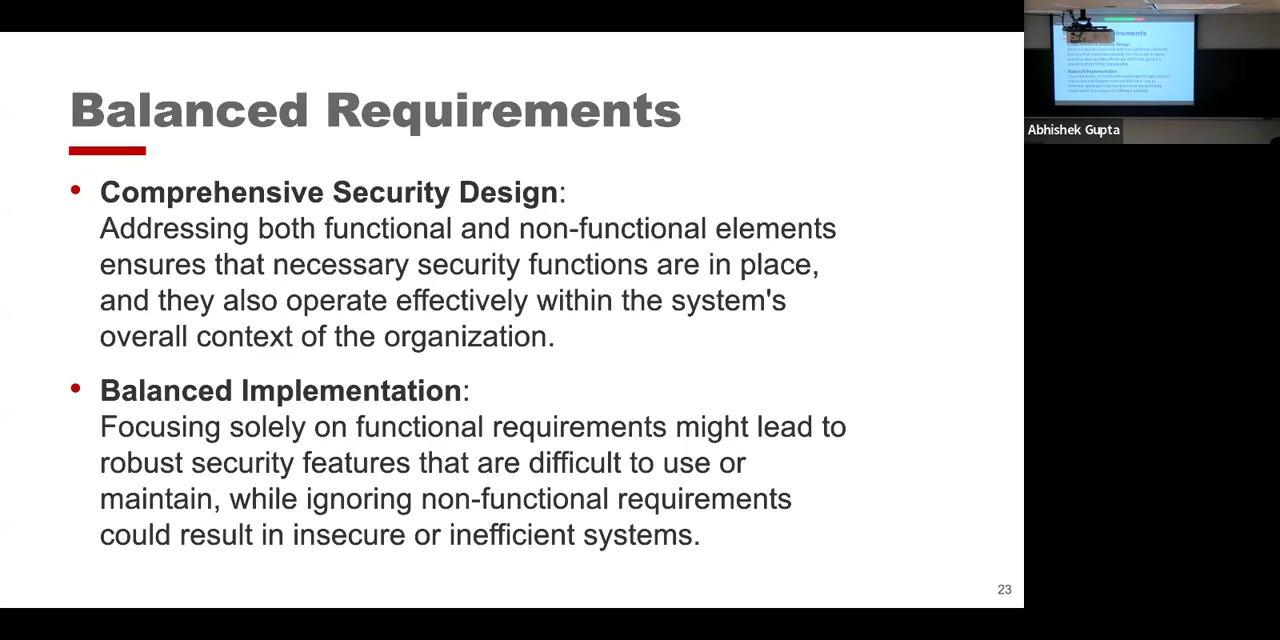 Balanced Requirements
• Comprehensive Security Design:
Addressing both functional and non-functional elements
ensures that necessary security functions are in place,
and they also operate effectively within the system's
overall context of the organization.
• Balanced Implementation:
Focusing solely on functional requirements might lead to
robust security features that are difficult to use or
maintain, while ignoring non-functional requirements
could result in insecure or inefficient systems.
23
Abhishek Gupta